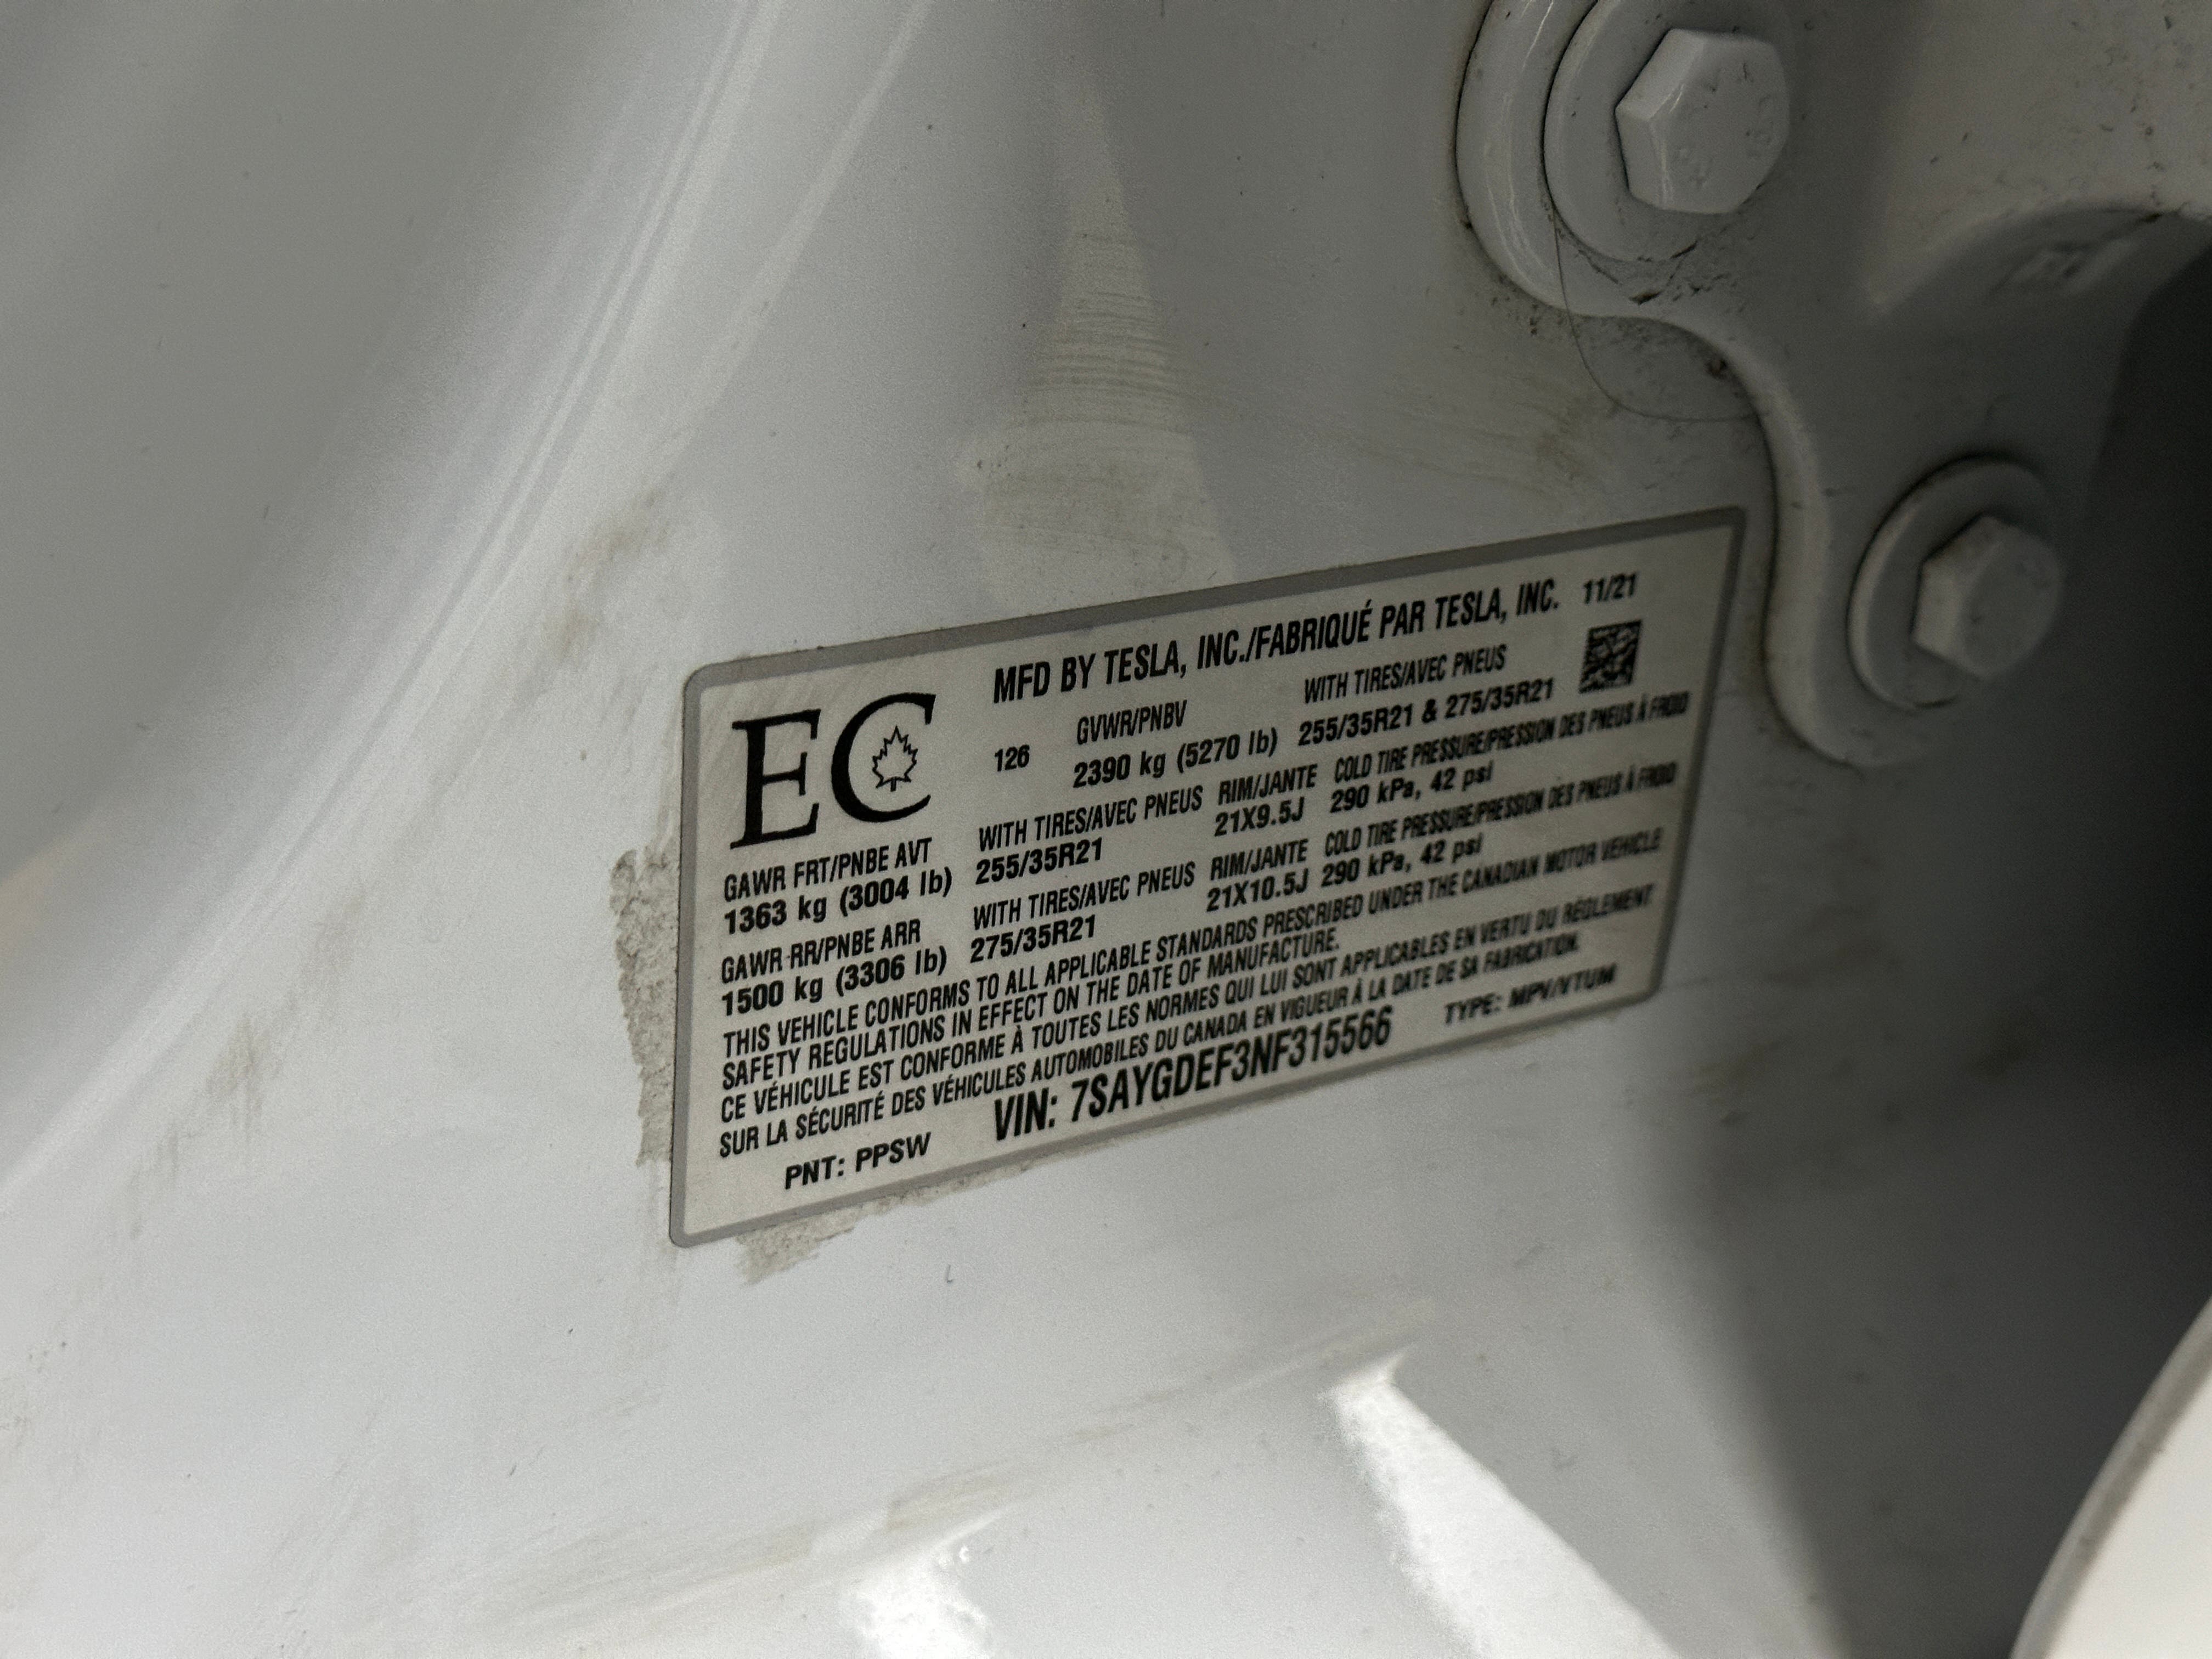 MFD BY TESLA, INC./FABRIQUÉ PAR TESLA, INC. 11/21
EC
126
GVWR/PNBV
2390 kg (5270 lb)
WITH TIRES/AVEC PNEUS
255/35R21 & 275/35R21
GAWR FRT/PNBE AVT WITH TIRES/AVEC PNEUS RIM/JANTE COLD TIRE PRESSURE/PRESSION DES PNEUS À FROID
1363 kg (3004 lb) 255/35R21 21X9.5J 290 kPa, 42 psi
GAWR RR/PNBE ARR WITH TIRES/AVEC PNEUS RIM/JANTE COLD TIRE PRESSURE/PRESSION DES PNEUS À FROID
1500 kg (3306 lb) 275/35R21 21X10.5J 290 kPa, 42 psi
THIS VEHICLE CONFORMS TO ALL APPLICABLE STANDARDS PRESCRIBED UNDER THE CANADIAN MOTOR VEHICLE
SAFETY REGULATIONS IN EFFECT ON THE DATE OF MANUFACTURE.
CE VÉHICULE EST CONFORME À TOUTES LES NORMES QUI LUI SONT APPLICABLES EN VERTU DU RÉGLEMENT
SUR LA SÉCURITÉ DES VÉHICULES AUTOMOBILES DU CANADA EN VIGUEUR À LA DATE DE SA FABRICATION.
PNT: PPSW VIN: 7SAYGDEF3NF315566 TYPE: MPV/VTUM